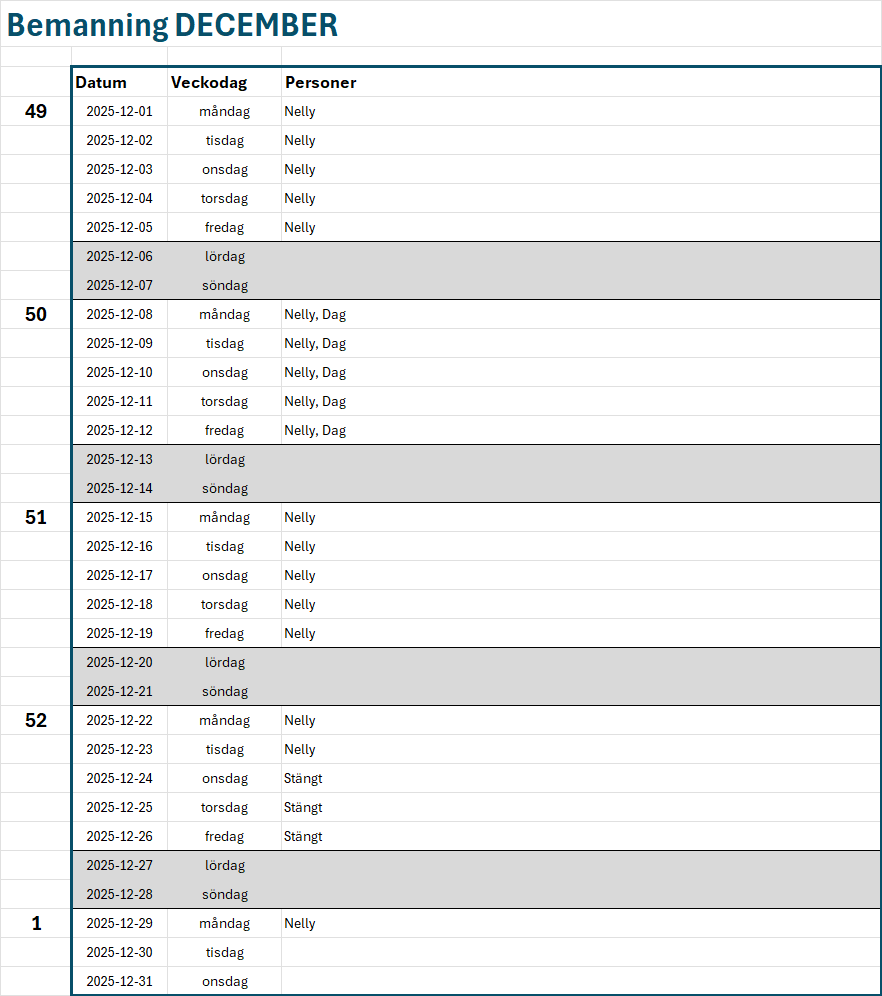 Bemanning DECEMBER
Datum Veckodag Personer
49 2025-12-01 måndag Nelly
2025-12-02 tisdag Nelly
2025-12-03 onsdag Nelly
2025-12-04 torsdag Nelly
2025-12-05 fredag Nelly
2025-12-06 lördag
2025-12-07 söndag
50 2025-12-08 måndag Nelly, Dag
2025-12-09 tisdag Nelly, Dag
2025-12-10 onsdag Nelly, Dag
2025-12-11 torsdag Nelly, Dag
2025-12-12 fredag Nelly, Dag
2025-12-13 lördag
2025-12-14 söndag
51 2025-12-15 måndag Nelly
2025-12-16 tisdag Nelly
2025-12-17 onsdag Nelly
2025-12-18 torsdag Nelly
2025-12-19 fredag Nelly
2025-12-20 lördag
2025-12-21 söndag
52 2025-12-22 måndag Nelly
2025-12-23 tisdag Nelly
2025-12-24 onsdag Stängt
2025-12-25 torsdag Stängt
2025-12-26 fredag Stängt
2025-12-27 lördag
2025-12-28 söndag
1 2025-12-29 måndag Nelly
2025-12-30 tisdag
2025-12-31 onsdag